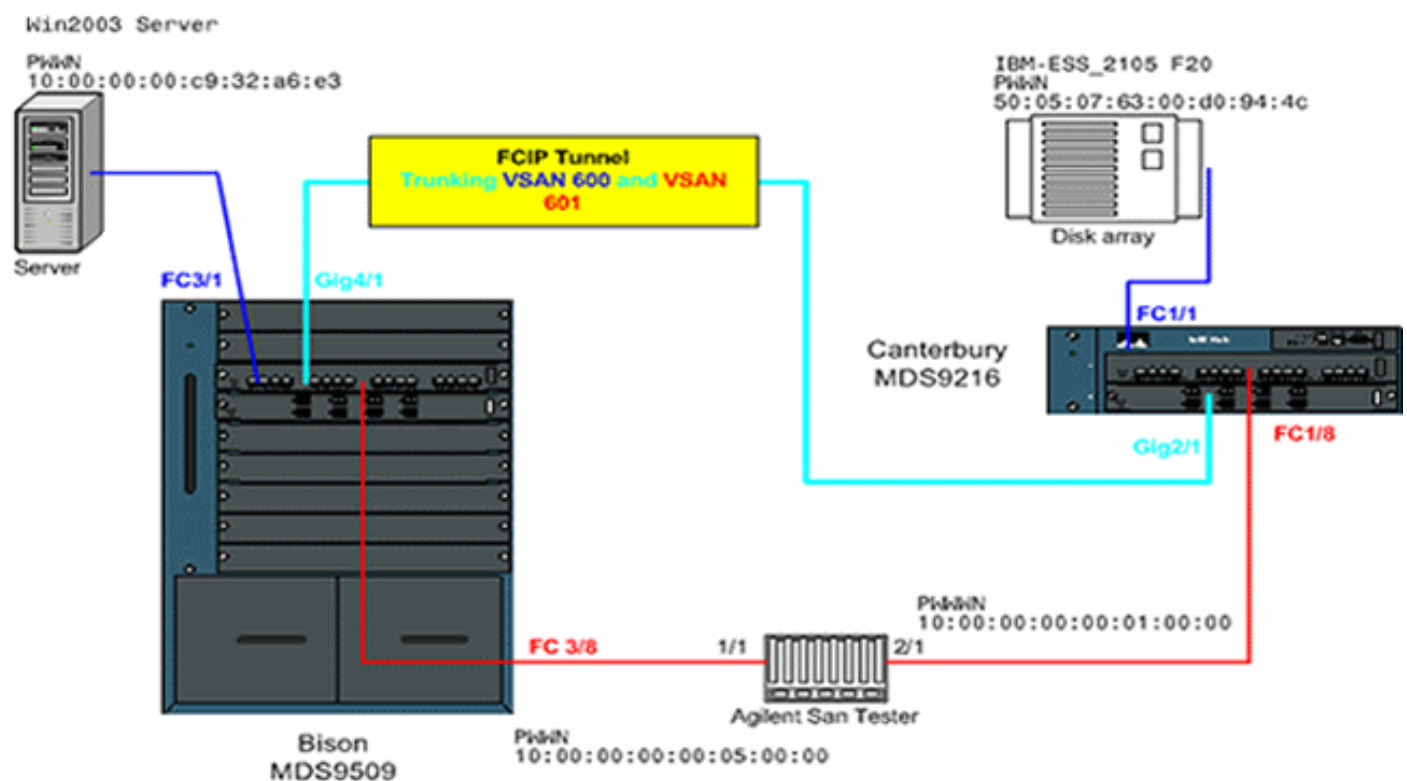 Win2003 Server
PWWN
10:00:00:00:c9:32:a6:e3
IBM-ESS_2105 F20
PWWN
50:05:07:63:00:d0:94:4c
FCIP Tunnel
Trunking VSAN 600 and VSAN
601
Disk array
Server
FC3/1
Gig4/1
FC1/1
Canterbury
MDS9216
Gig2/1
FC1/8
PWWWN
10:00:00:00:00:01:00:00
FC 3/8
1/1
2/1
Agilent San Tester
Bison
MDS9509
PWWN
10:00:00:00:00:05:00:00